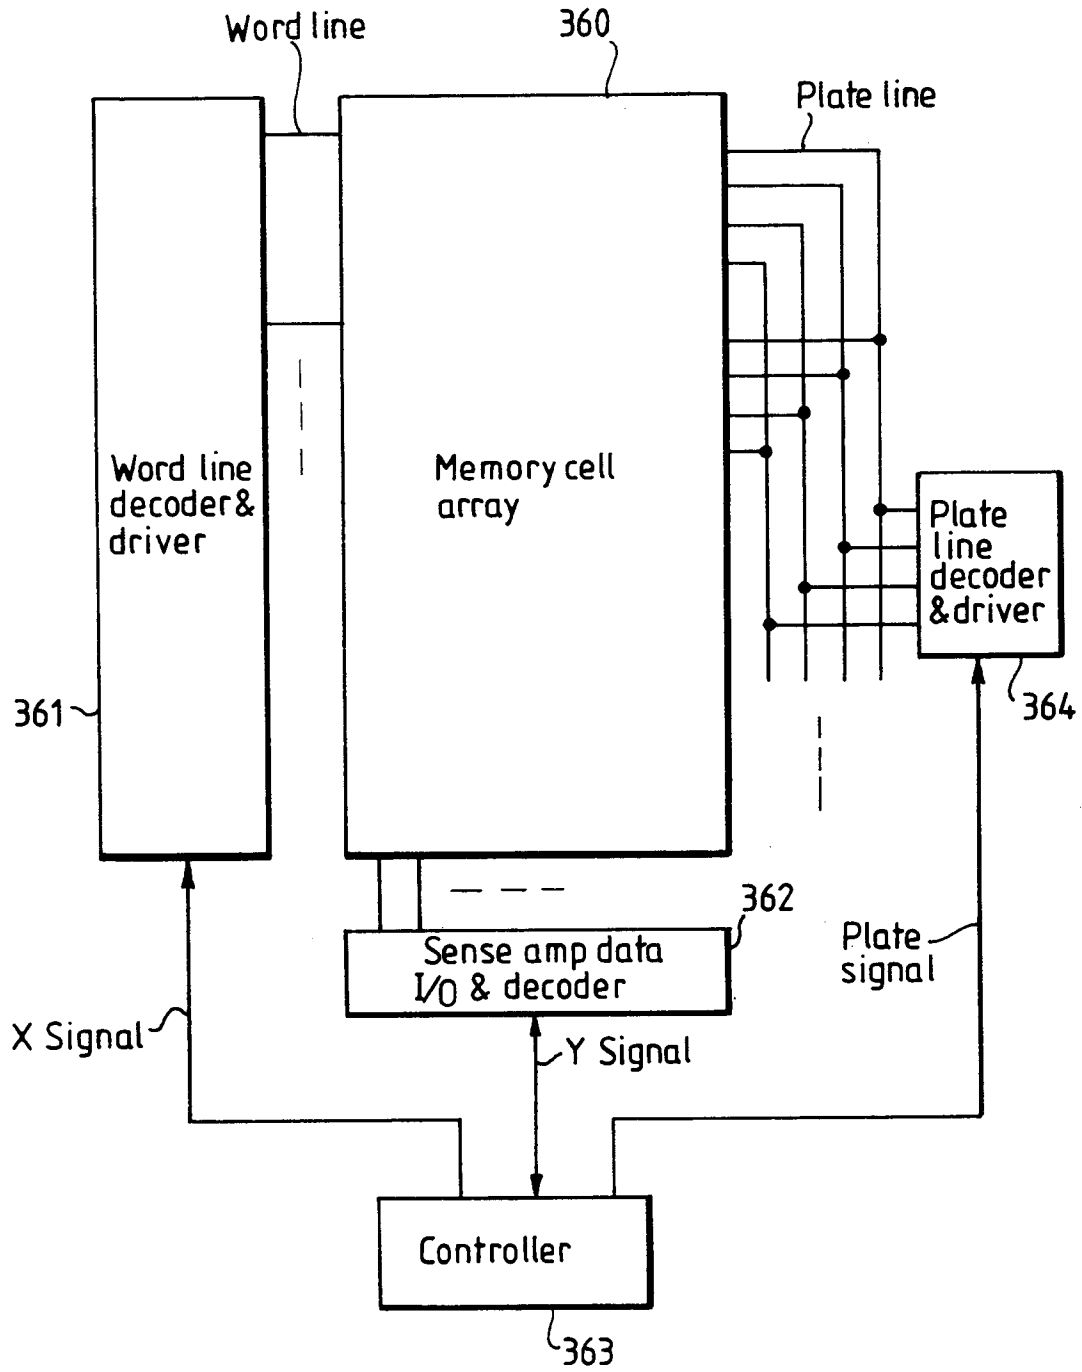 Word line
360
Plate line
Word line
decoder&
driver
Memory cell
array
Plate
line
decoder
&driver
361
364
362
Sense amp data
I/O & decoder
Plate
signal
X Signal
Y Signal
Controller
363